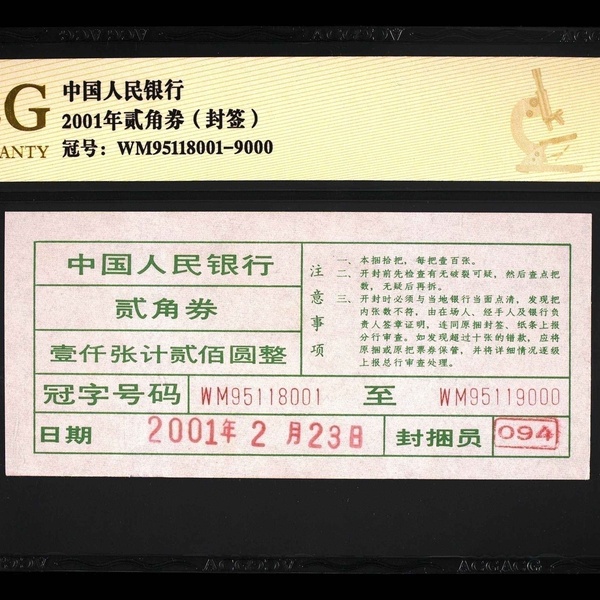 G
中国人民银行
2001年贰角券（封签）
RANTY
冠号：WM95118001-9000
中国人民银行
贰角券
壹仟张计贰佰圆整
注意事项
一、本捆拾把，每把壹百张。
二、开封前先检查有无破裂可疑，然后查点把
数，无疑后再拆。
三、开封时必须与当地银行当面点清，发现把
内张数不符，由在场人、经手人及银行负
责人签章证明，连同原捆封签、纸条上报
分行审查。如发现超过十张的错款，应将
原捆或原把票券保管，并将详细情况逐级
上报总行审查处理。
冠字号码 WM95118001 至 WM95119000
日期 2001年2月23日 封捆员 094
ACGACG